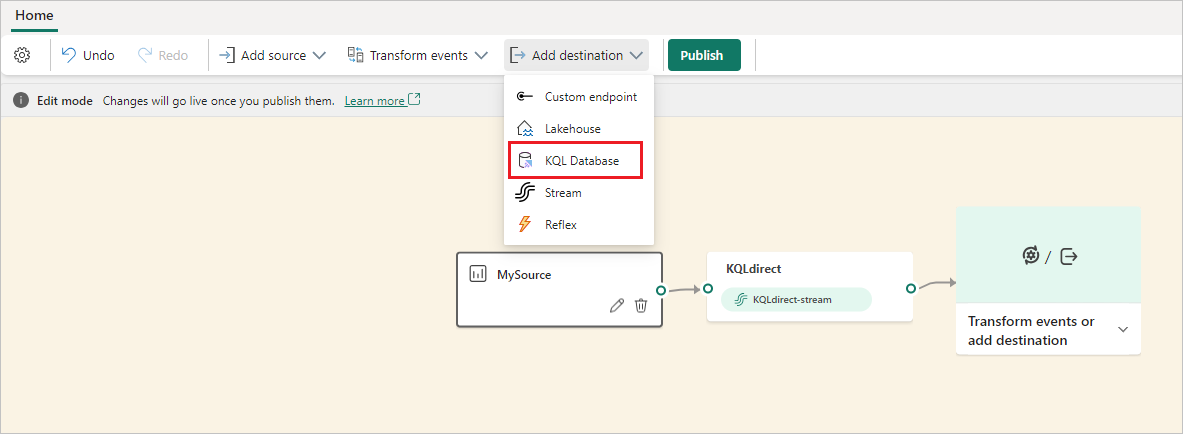 Home
Undo
Redo
Add source
Transform events
Add destination
Publish
Edit mode Changes will go live once you publish them. Learn more
Custom endpoint
Lakehouse
KQL Database
Stream
Reflex
MySource
KQLdirect
KQLdirect-stream
/
Transform events or
add destination